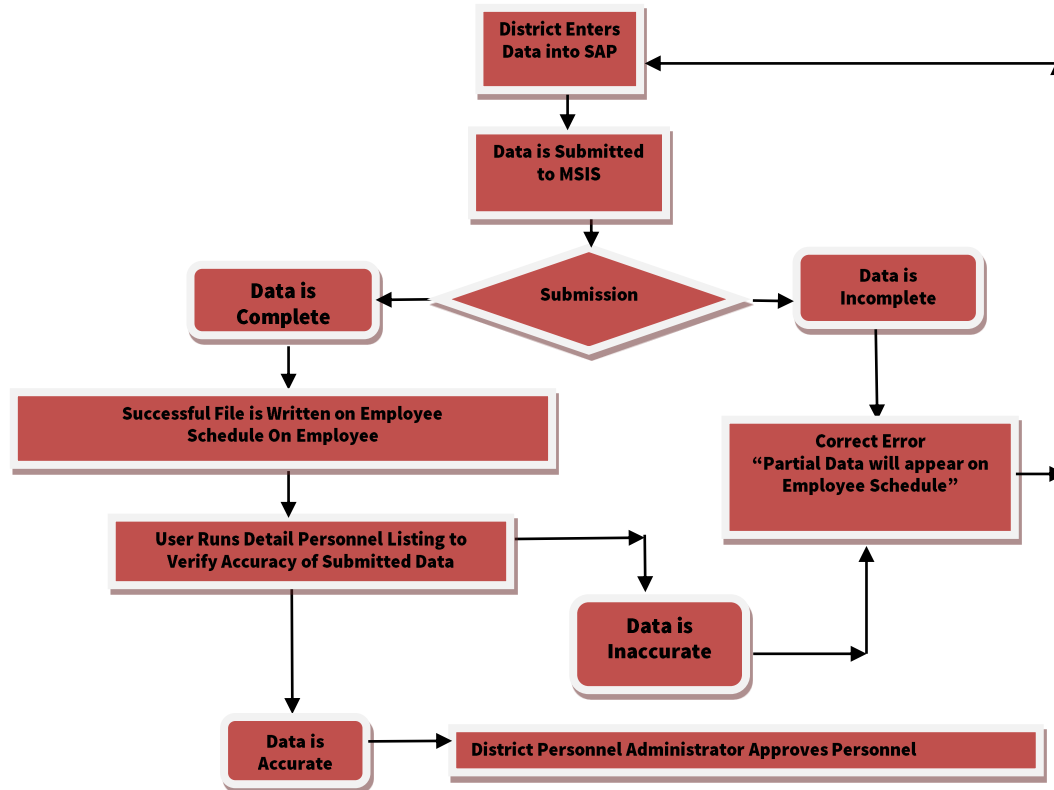 District Enters
Data into SAP
Data is Submitted
to MSIS
Submission
Data is
Complete
Data is
Incomplete
Successful File is Written on Employee
Schedule On Employee
Correct Error
“Partial Data will appear on
Employee Schedule”
User Runs Detail Personnel Listing to
Verify Accuracy of Submitted Data
Data is
Inaccurate
Data is
Accurate
District Personnel Administrator Approves Personnel